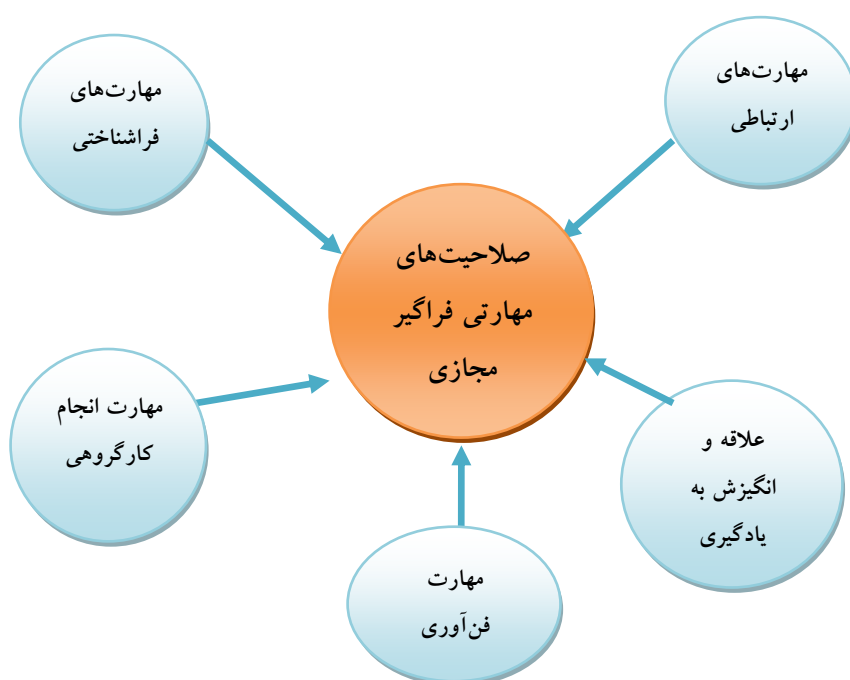 مهارت‌های
ارتباطی
مهارت‌های
فراشناختی
صلاحیت‌های
مهارتی فراگیر
مجازی
علاقه و
انگیزش به
یادگیری
مهارت انجام
کارگروهی
مهارت
فن‌آوری